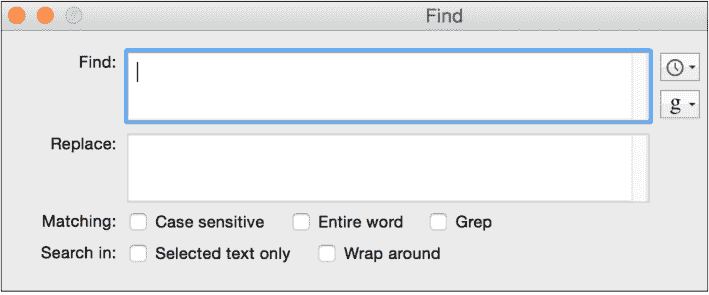 Find
Find:
g
Replace:
Matching: Case sensitive Entire word Grep
Search in: Selected text only Wrap around